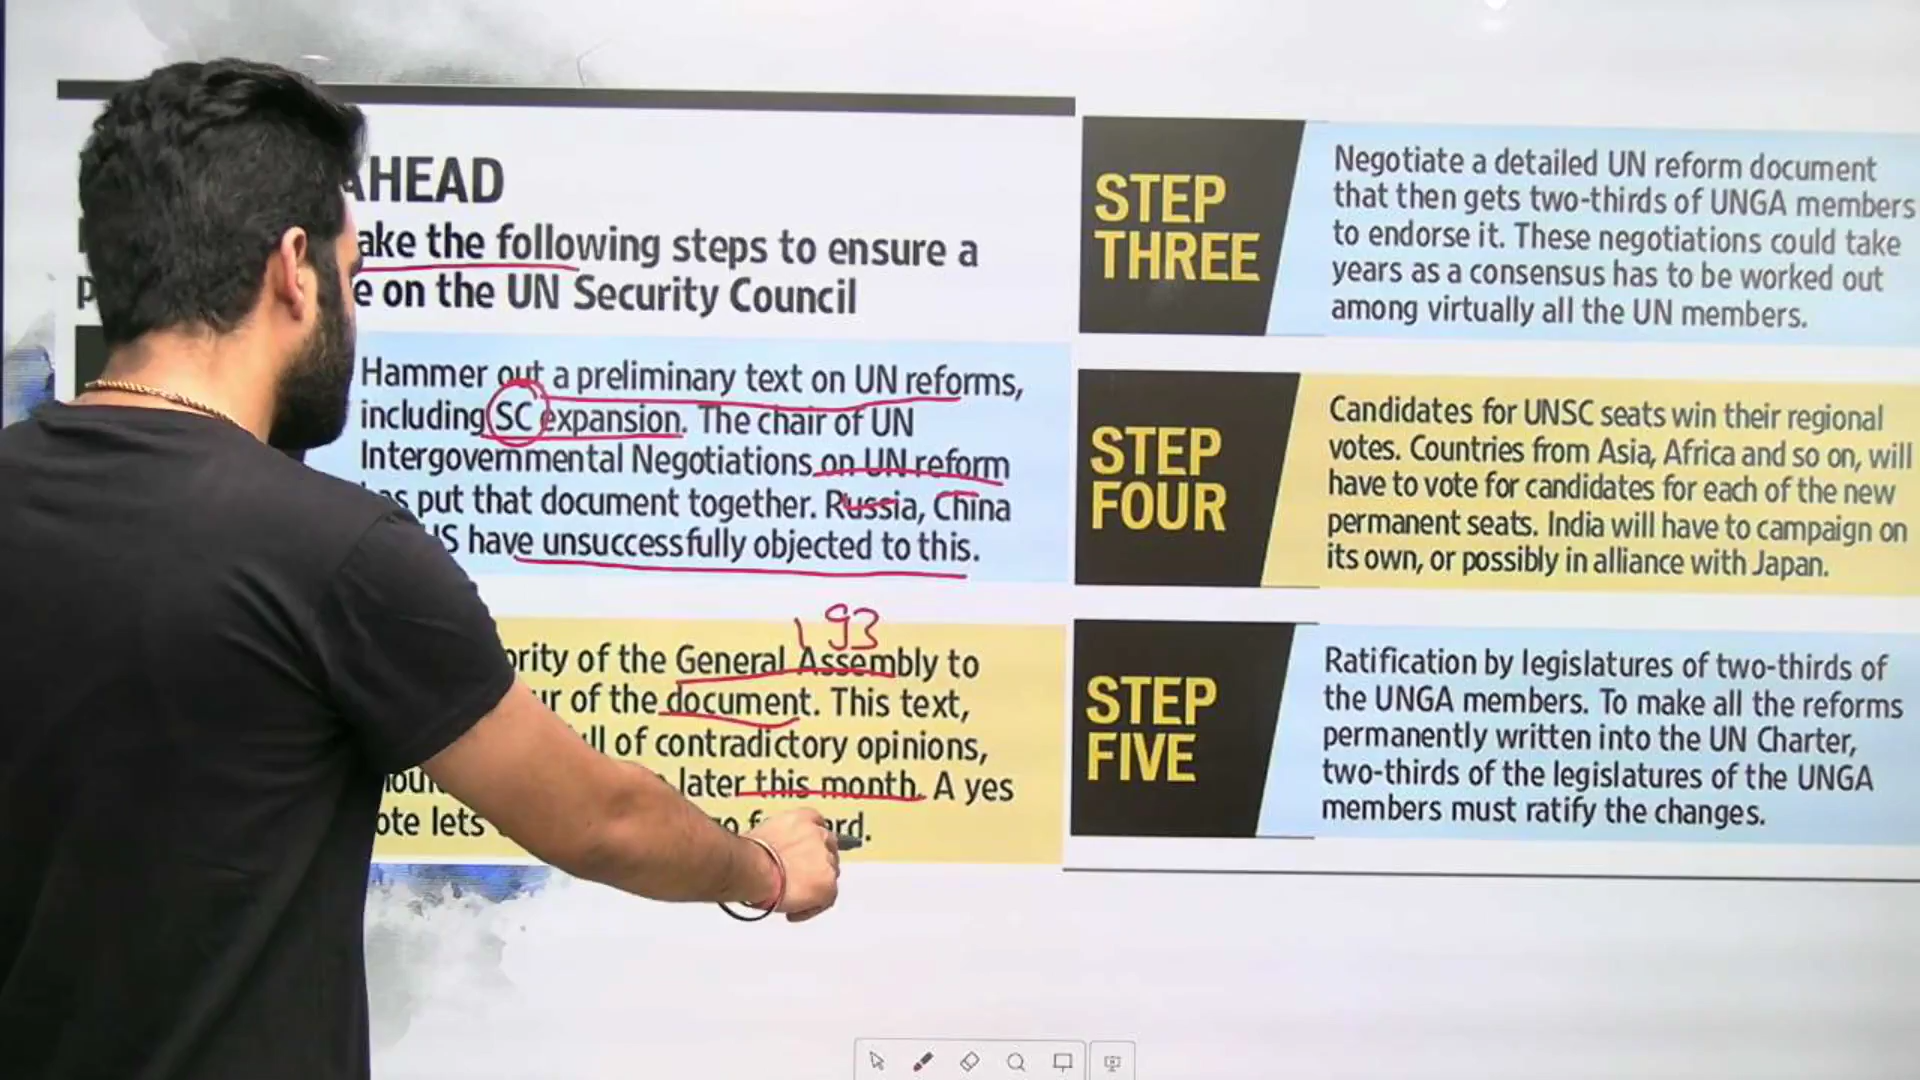 AHEAD
ake the following steps to ensure a
e on the UN Security Council
Hammer out a preliminary text on UN reforms,
including SC expansion. The chair of UN
Intergovernmental Negotiations on UN reform
put that document together. Russia, China
have unsuccessfully objected to this.
193
ority of the General Assembly to
of the document. This text,
of contradictory opinions,
later this month. A yes
lets
STEP
THREE
Negotiate a detailed UN reform document
that then gets two-thirds of UNGA members
to endorse it. These negotiations could take
years as a consensus has to be worked out
among virtually all the UN members.
STEP
FOUR
Candidates for UNSC seats win their regional
votes. Countries from Asia, Africa and so on, will
have to vote for candidates for each of the new
permanent seats. India will have to campaign on
its own, or possibly in alliance with Japan.
STEP
FIVE
Ratification by legislatures of two-thirds of
the UNGA members. To make all the reforms
permanently written into the UN Charter,
two-thirds of the legislatures of the UNGA
members must ratify the changes.